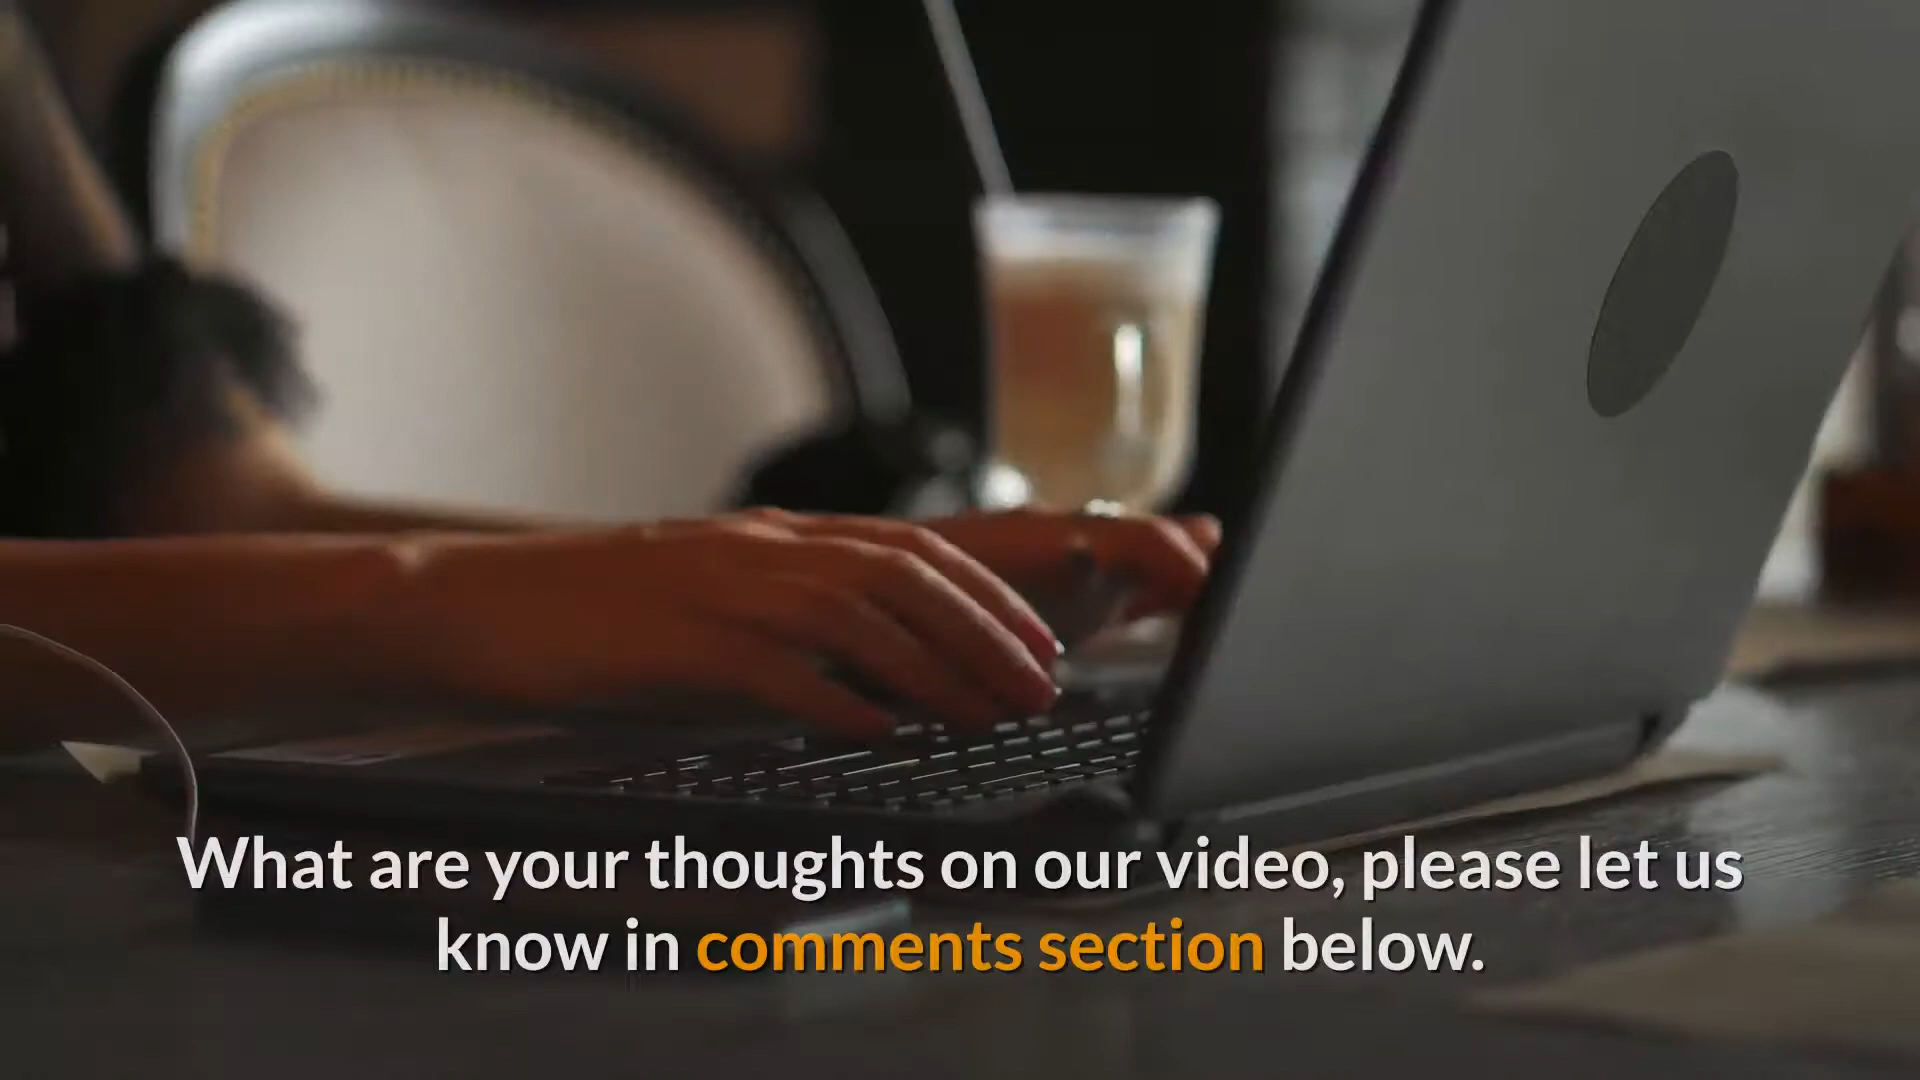 What are your thoughts on our video, please let us
know in comments section below.